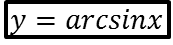 y = arcsinx